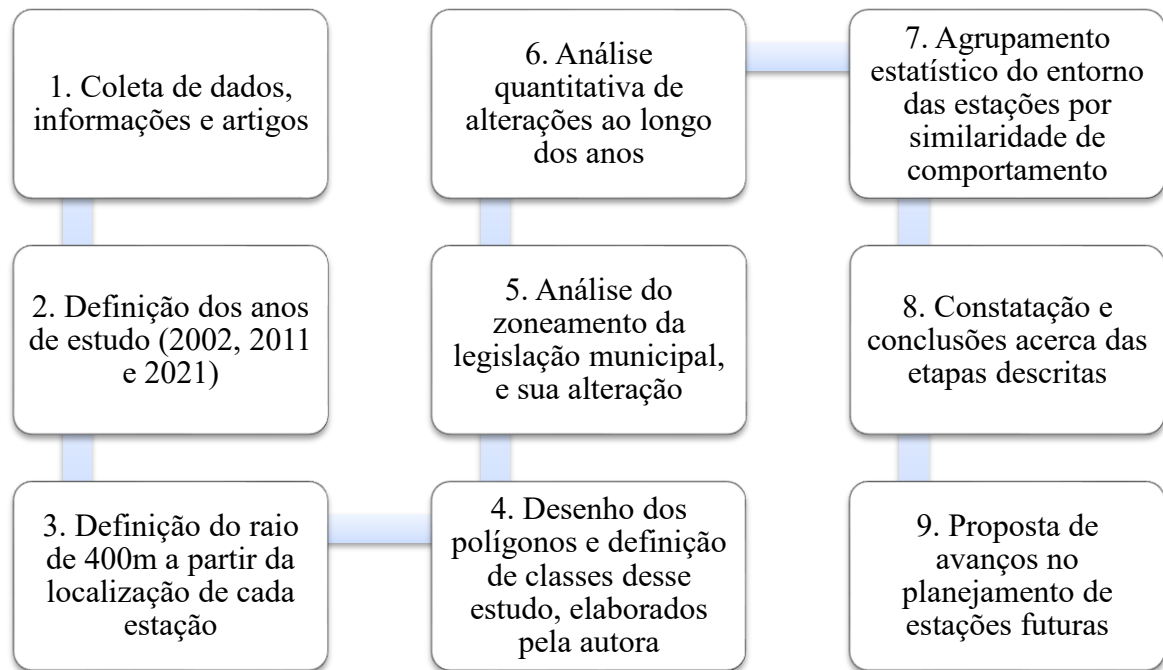 1. Coleta de dados,
informações e artigos
2. Definição dos anos
de estudo (2002, 2011
e 2021)
3. Definição do raio
de 400m a partir da
localização de cada
estação
4. Desenho dos
polígonos e definição
de classes desse
estudo, elaborados
pela autora
5. Análise do
zoneamento da
legislação municipal,
e sua alteração
6. Análise
quantitativa de
alterações ao longo
dos anos
7. Agrupamento
estatístico do entorno
das estações por
similaridade de
comportamento
8. Constatação e
conclusões acerca das
etapas descritas
9. Proposta de
avanços no
planejamento de
estações futuras